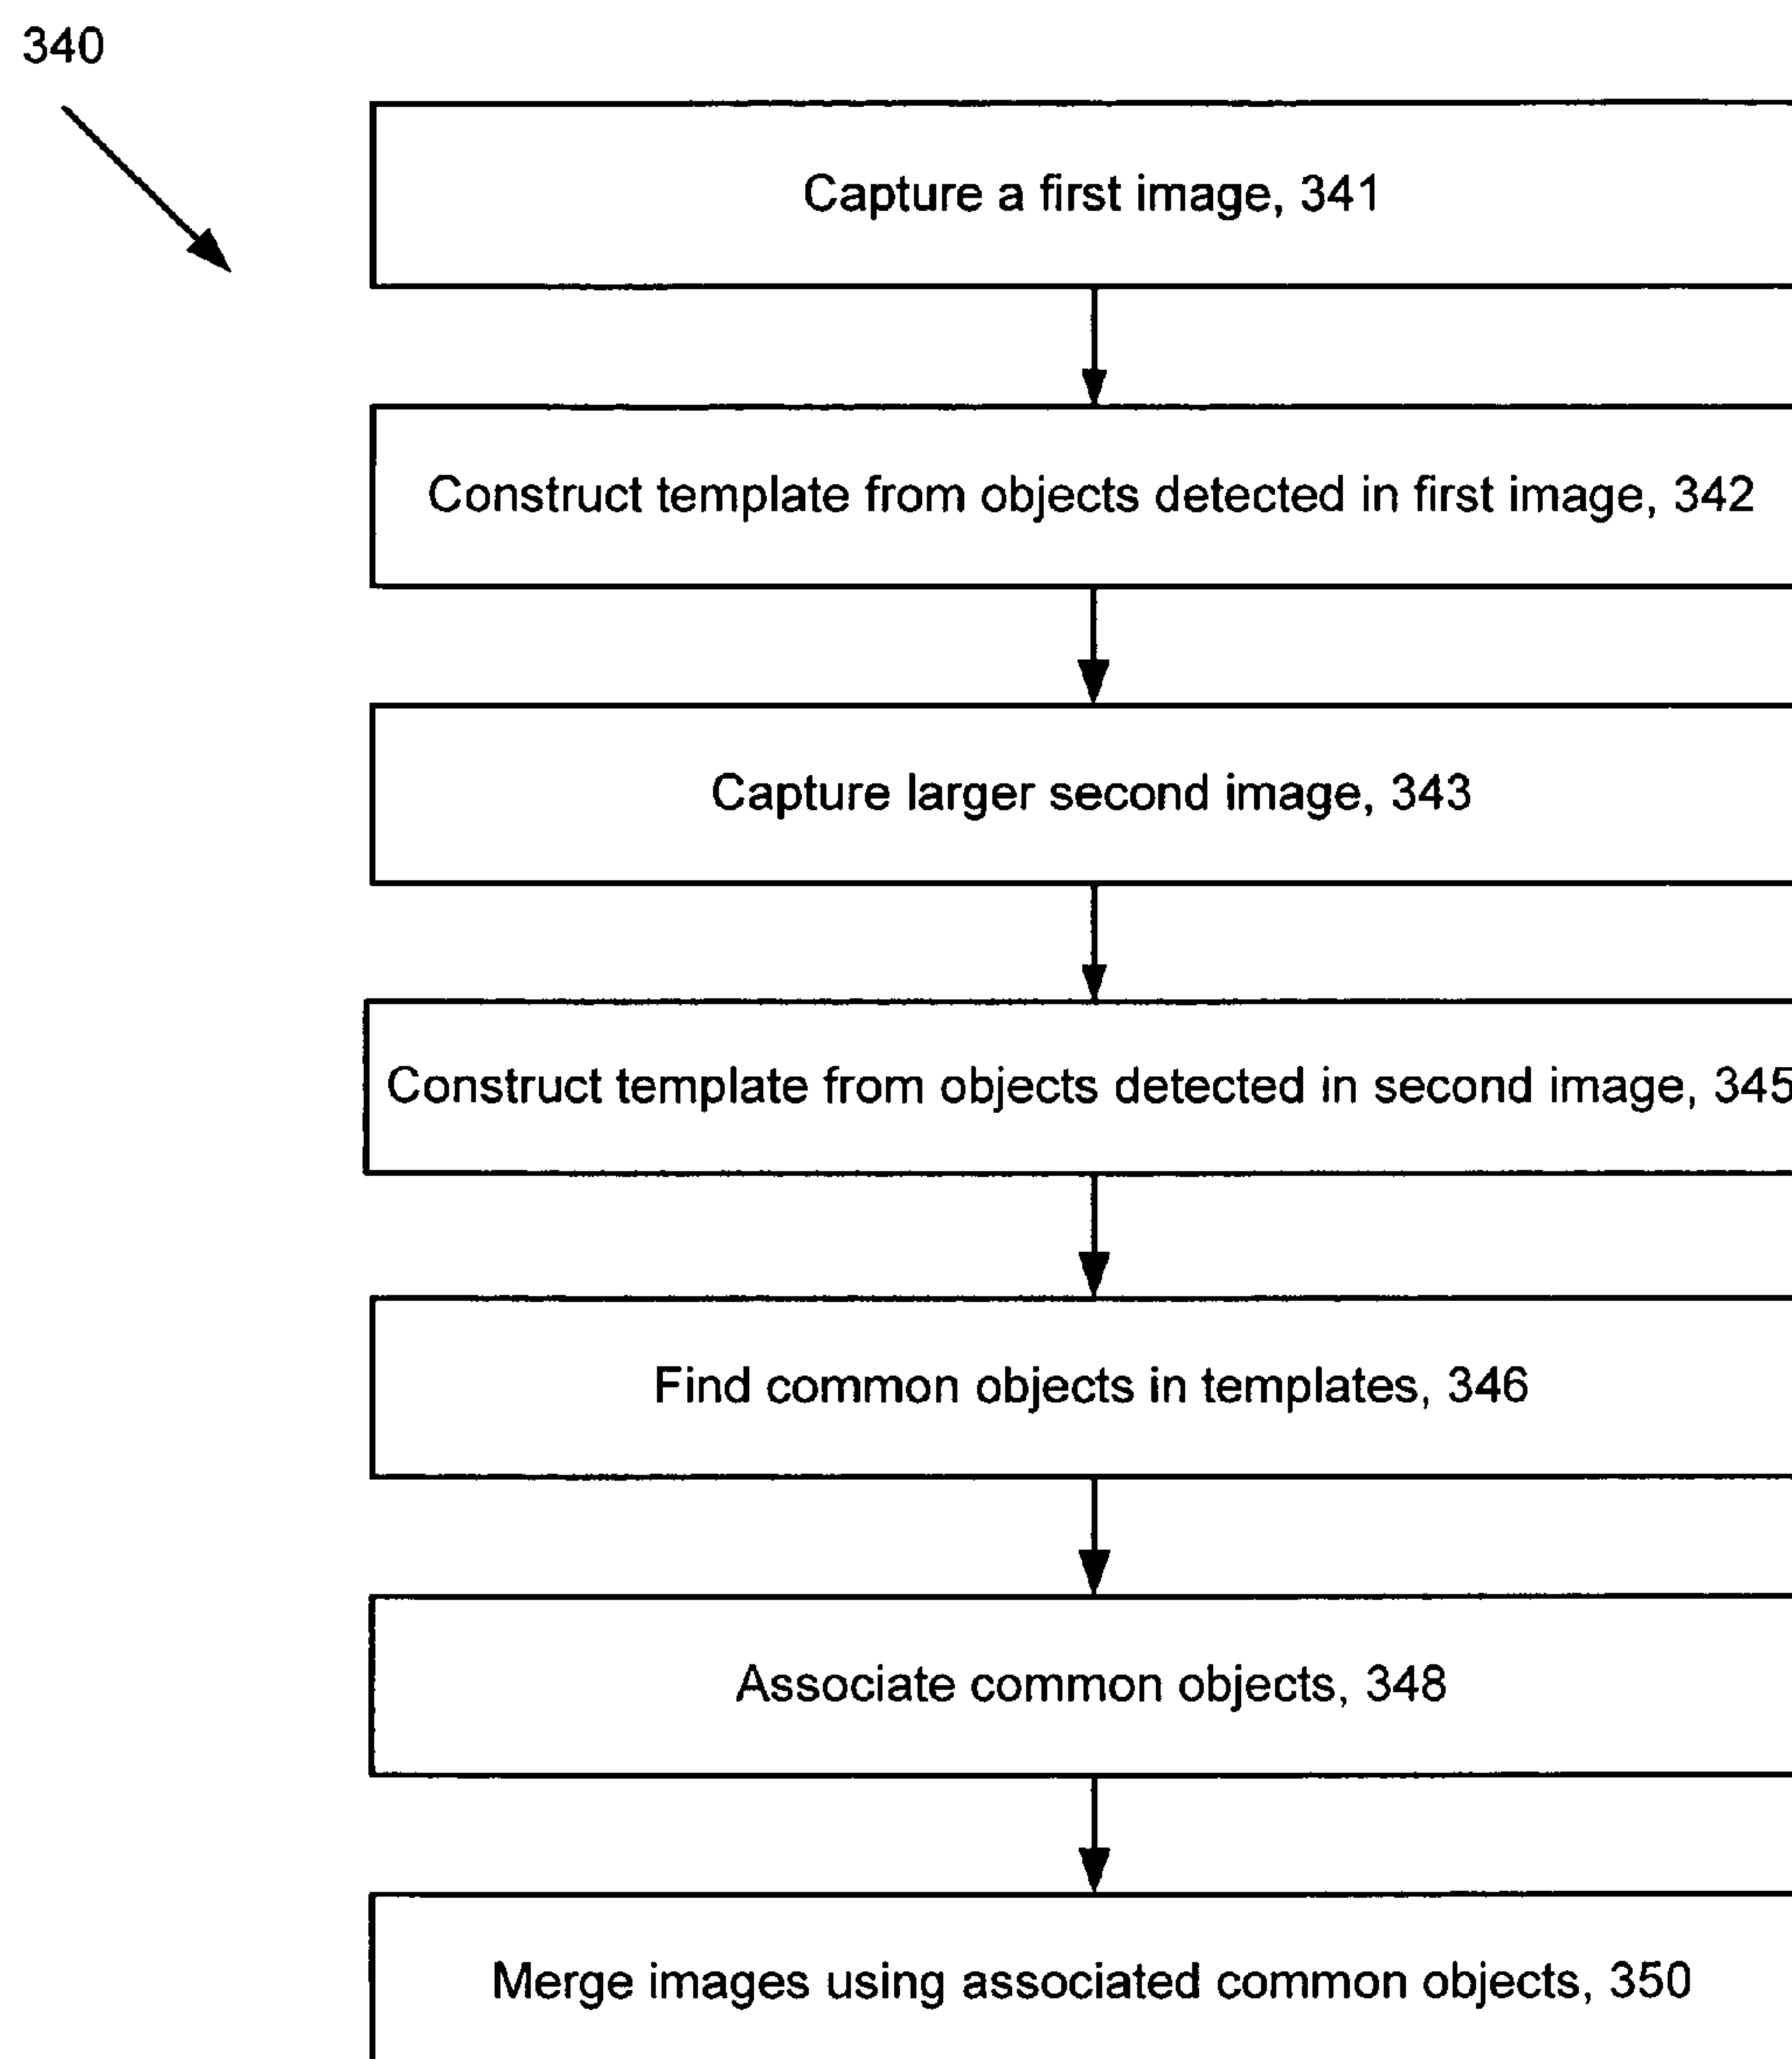 340
Capture a first image, 341
Construct template from objects detected in first image, 342
Capture larger second image, 343
Construct template from objects detected in second image, 345
Find common objects in templates, 346
Associate common objects, 348
Merge images using associated common objects, 350